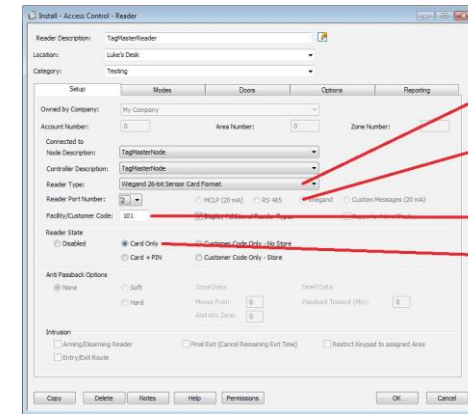 Install - Access Control - Reader
Reader Description: TagMasterReader
Location: Luke's Desk
Category: Testing
Setup Modes Doors Options Reporting
Owned by Company: My Company
Account Number: 0 Area Number: 0 Zone Number:
Connected to
Node Description: TagMasterNode
Controller Description: TagMasterNode
Reader Type: Wiegand 26-bit Sensor Card Format
Reader Port Number: 2 MCLP (20 mA) RS 485 Wiegand Custom Messages (20 mA)
Facility/Customer Code: 101 Display Additional Reader Types
Reader State
Disabled Card Only Customer Code Only - No Store
Card + PIN Customer Code Only - Store
Anti Passback Options
None Soft Zonal Data: Timed Data:
Hard Moves From: 0 Passback Timeout (Min): 0
And into Zone: 0
Intrusion
Arming/Disarming Reader Final Exit (Cancel Remaining Exit Time) Restrict Keypad to assigned Area
Entry/Exit Route
Copy Delete Notes Help Permissions OK Cancel